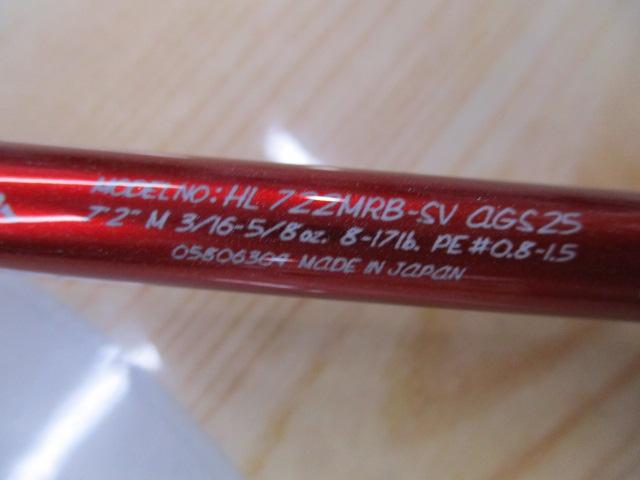 MODEL NO: HL 722MRB-SV AGS25
7'2" M 3/16-5/8oz. 8-17lb. PE#0.8-1.5
05806304 MADE IN JAPAN